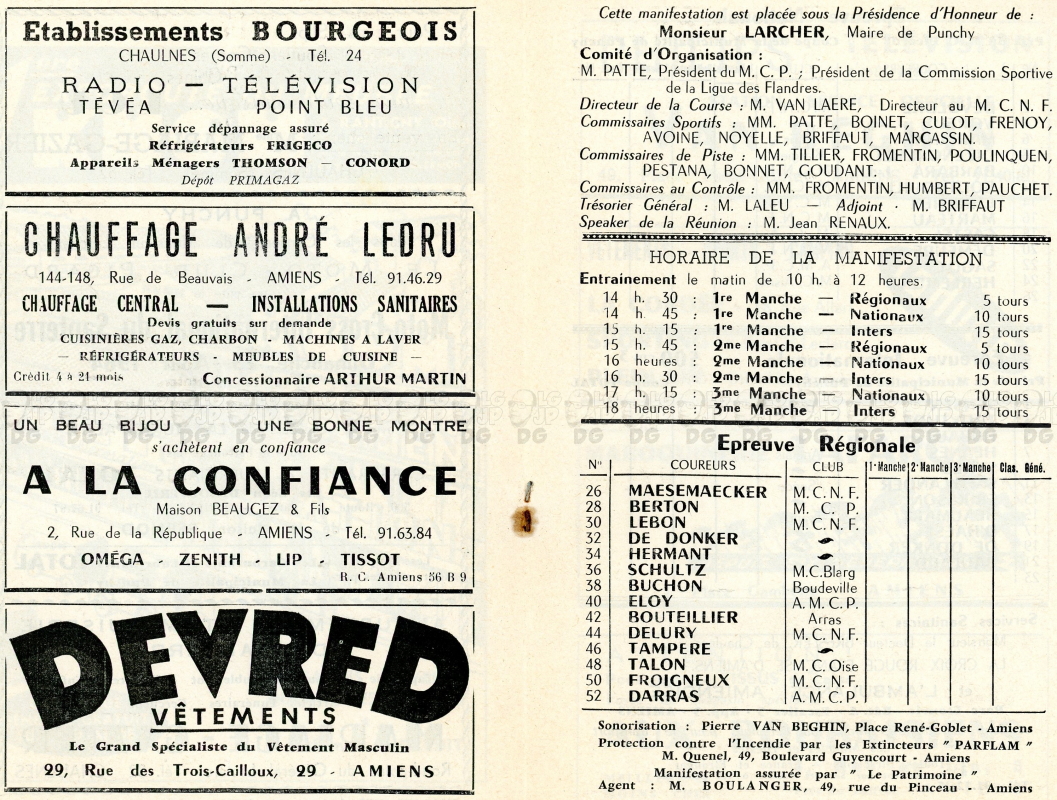 Etablissements BOURGEOIS
CHAULNES (Somme) - Tél. 24
RADIO — TÉLÉVISION
TÉVÉA - POINT BLEU
Service dépannage assuré
Réfrigérateurs FRIGECO
Appareils Ménagers THOMSON — CONORD
Dépôt PRIMAGAZ
CHAUFFAGE ANDRÉ LEDRU
144-148, Rue de Beauvais - AMIENS - Tél. 91.46.29
CHAUFFAGE CENTRAL — INSTALLATIONS SANITAIRES
Devis gratuits sur demande
CUISINIÈRES GAZ, CHARBON - MACHINES A LAVER
— RÉFRIGÉRATEURS - MEUBLES DE CUISINE —
Crédit 4 à 21 mois Concessionnaire ARTHUR MARTIN
UN BEAU BIJOU UNE BONNE MONTRE
s'achètent en confiance
A LA CONFIANCE
Maison BEAUGEZ & Fils
2, Rue de la République - AMIENS - Tél. 91.63.84
OMÉGA - ZENITH - LIP - TISSOT
R. C. Amiens 56 B 9
DEVRED
VÊTEMENTS
Le Grand Spécialiste du Vêtement Masculin
29, Rue des Trois-Cailloux, 29 - AMIENS
Cette manifestation est placée sous la Présidence d'Honneur de :
Monsieur LARCHER, Maire de Punchy
Comité d'Organisation :
M. PATTE, Président du M. C. P. ; Président de la Commission Sportive
de la Ligue des Flandres.
Directeur de la Course : M. VAN LAERE, Directeur au M. C. N. F.
Commissaires Sportifs : MM. PATTE, BOINET, CULOT, FRENOY,
AVOINE, NOYELLE, BRIFFAUT, MARCASSIN.
Commissaires de Piste : MM. TILLIER, FROMENTIN, POULINQUEN,
PESTANA, BONNET, GOUDANT.
Commissaires au Contrôle : MM. FROMENTIN, HUMBERT, PAUCHET.
Trésorier Général : M. LALEU — Adjoint - M. BRIFFAUT
Speaker de la Réunion : M. Jean RENAUX.
HORAIRE DE LA MANIFESTATION
Entrainement le matin de 10 h. à 12 heures.
14 h. 30 : 1re Manche — Régionaux 5 tours
14 h. 45 : 1re Manche — Nationaux 10 tours
15 h. 15 : 1re Manche — Inters 15 tours
15 h. 45 : 2me Manche — Régionaux 5 tours
16 heures : 2me Manche — Nationaux 10 tours
16 h. 30 : 2me Manche — Inters 15 tours
17 h. 15 : 3me Manche — Nationaux 10 tours
18 heures : 3me Manche — Inters 15 tours
Epreuve Régionale
N° COUREURS CLUB 1e Manche 2e Manche 3e Manche Clas. Géné.
26 MAESEMAECKER M. C. N. F.
28 BERTON M. C. P.
30 LEBON M. C. N. F.
32 DE DONKER
34 HERMANT
36 SCHULTZ M.C.Blerg
38 BUCHON Boudeville
40 ELOY A. M. C. P.
42 BOUTEILLIER Arras
44 DELURY M. C. N. F.
46 TAMPERE
48 TALON M. C. Oise
50 FROIGNEUX M. C. N. F.
52 DARRAS A. M. C. P.
Sonorisation : Pierre VAN BEGHIN, Place René-Goblet - Amiens
Protection contre l'Incendie par les Extincteurs " PARFLAM "
M. Quenel, 49, Boulevard Guyencourt - Amiens
Manifestation assurée par " Le Patrimoine "
Agent : M. BOULANGER, 49, rue du Pinceau - Amiens